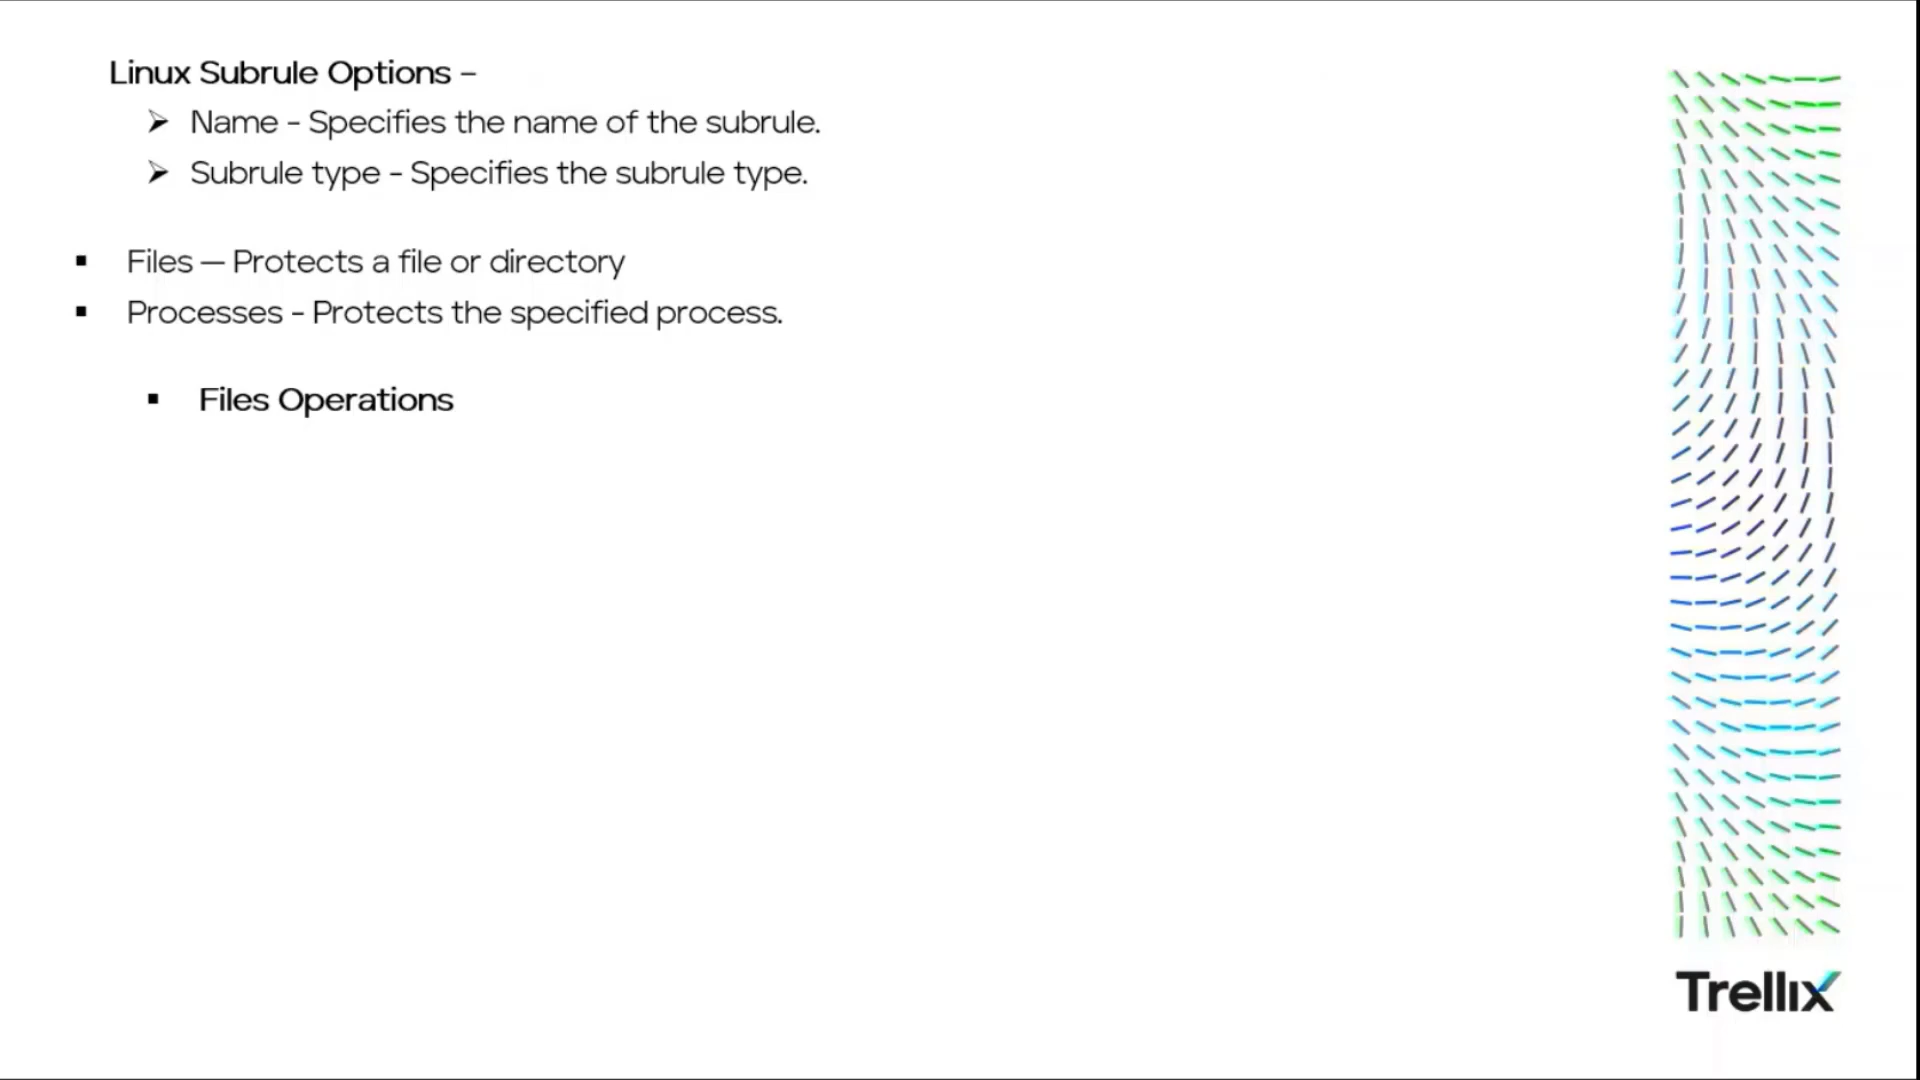 Linux Subrule Options –
➢ Name - Specifies the name of the subrule.
➢ Subrule type - Specifies the subrule type.
▪ Files — Protects a file or directory
▪ Processes - Protects the specified process.
▪ Files Operations
Trellix